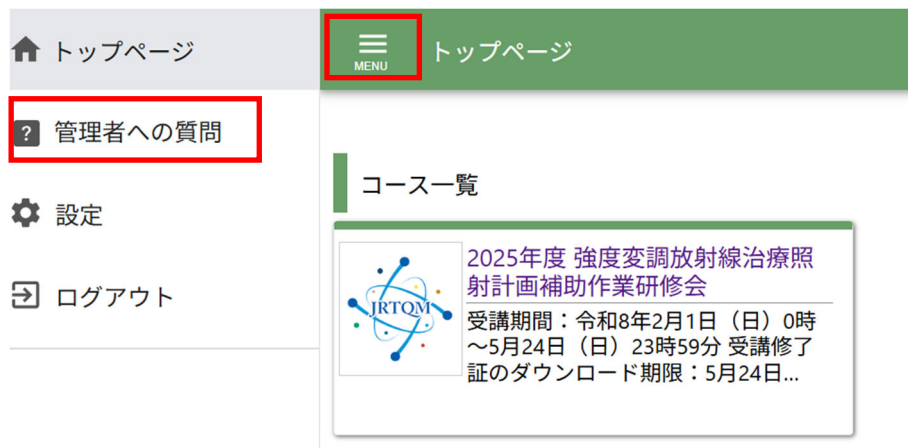 トップページ
管理者への質問
設定
ログアウト
MENU
トップページ
コース一覧
JRTQM
2025年度 強度変調放射線治療照
射計画補助作業研修会
受講期間：令和8年2月1日（日）0時
～5月24日（日）23時59分 受講修了
証のダウンロード期限：5月24日...